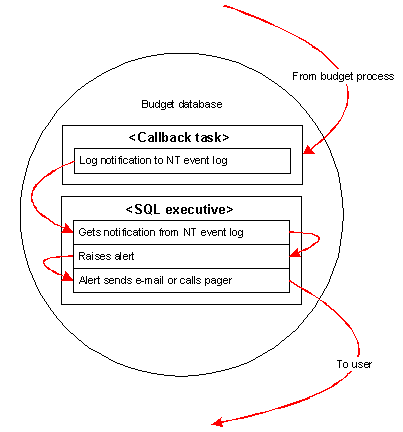 From budget process
Budget database
<Callback task>
Log notification to NT event log
<SQL executive>
Gets notification from NT event log
Raises alert
Alert sends e-mail or calls pager
To user